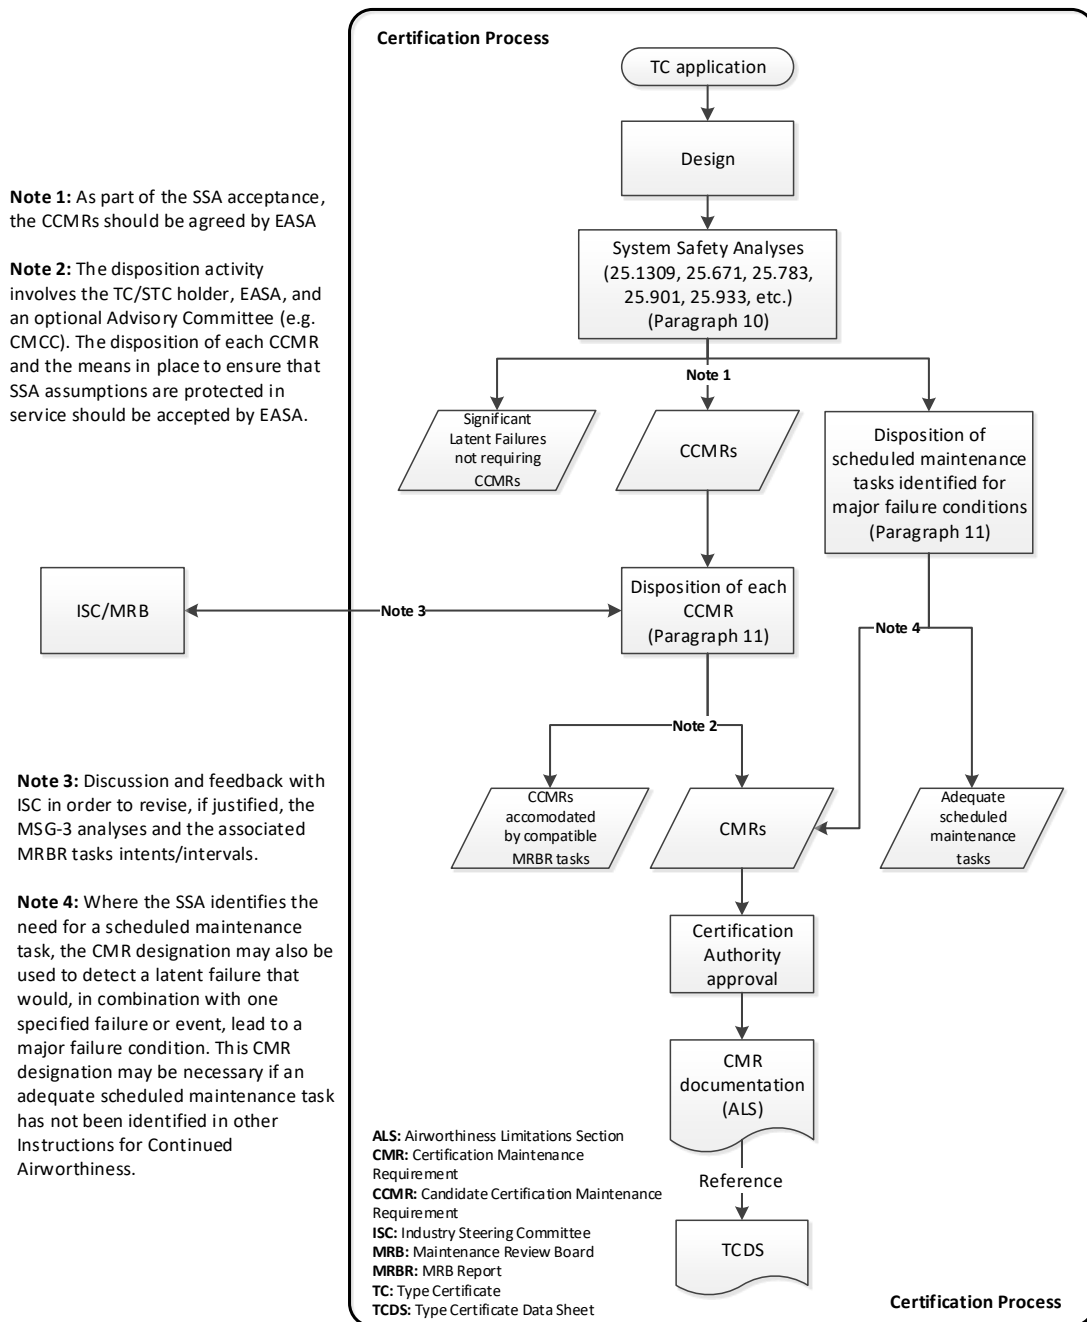 Certification Process
TC application
Design
Note 1: As part of the SSA acceptance,
the CCMRs should be agreed by EASA
Note 2: The disposition activity
involves the TC/STC holder, EASA, and
an optional Advisory Committee (e.g.
CMCC). The disposition of each CCMR
and the means in place to ensure that
SSA assumptions are protected in
service should be accepted by EASA.
System Safety Analyses
(25.1309, 25.671, 25.783,
25.901, 25.933, etc.)
(Paragraph 10)
Note 1
Significant
Latent Failures
not requiring
CCMRs
CCMRs
Disposition of
scheduled maintenance
tasks identified for
major failure conditions
(Paragraph 11)
ISC/MRB
Note 3
Disposition of each
CCMR
(Paragraph 11)
Note 4
Note 2
Note 3: Discussion and feedback with
ISC in order to revise, if justified, the
MSG-3 analyses and the associated
MRBR tasks intents/intervals.
Note 4: Where the SSA identifies the
need for a scheduled maintenance
task, the CMR designation may also be
used to detect a latent failure that
would, in combination with one
specified failure or event, lead to a
major failure condition. This CMR
designation may be necessary if an
adequate scheduled maintenance task
has not been identified in other
Instructions for Continued
Airworthiness.
CCMRs
accomodated
by compatible
MRBR tasks
CMRs
Adequate
scheduled
maintenance
tasks
Certification
Authority
approval
CMR
documentation
(ALS)
Reference
TCDS
ALS: Airworthiness Limitations Section
CMR: Certification Maintenance
Requirement
CCMR: Candidate Certification Maintenance
Requirement
ISC: Industry Steering Committee
MRB: Maintenance Review Board
MRBR: MRB Report
TC: Type Certificate
TCDS: Type Certificate Data Sheet
Certification Process